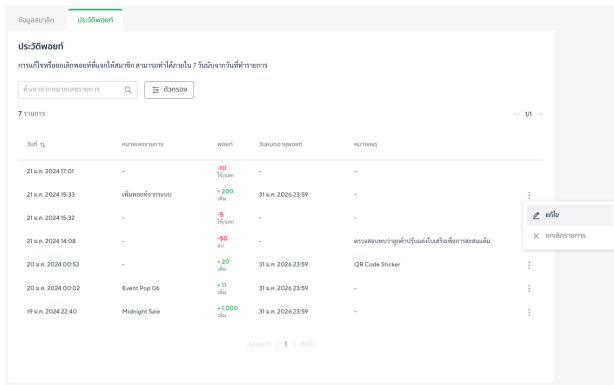 ข้อมูลสมาชิก ประวัติพอยท์
ประวัติพอยท์
การแก้ไขหรือยกเลิกพอยท์ที่แจกให้สมาชิก สามารถทำได้ภายใน 7 วันนับจากวันที่ทำรายการ
ค้นหาจากหมายเลขรายการ ตัวกรอง
7 รายการ 1/1
วันที่ หมายเลขรายการ พอยท์ วันหมดอายุพอยท์ หมายเหตุ
21 ม.ค. 2024 17:01 - -10 - -
ใช้/แลก
21 ม.ค. 2024 15:33 เพิ่มพอยท์จากระบบ +200 31 ม.ค. 2026 23:59 -
เพิ่ม
แก้ไข
ยกเลิกรายการ
21 ม.ค. 2024 15:32 - -5 - -
ใช้/แลก
21 ม.ค. 2024 14:08 - -50 - ตรวจสอบพบว่าลูกค้าปรับแต่งใบเสร็จเพื่อการสะสมแต้ม
ลบ
20 ม.ค. 2024 00:53 - +20 31 ม.ค. 2026 23:59 QR Code Sticker
เพิ่ม
20 ม.ค. 2024 00:02 Event Pop 06 +11 31 ม.ค. 2026 23:59 -
เพิ่ม
19 ม.ค. 2024 22:40 Midnight Sale +1,000 31 ม.ค. 2026 23:59 -
เพิ่ม
ก่อนหน้า | 1 | ถัดไป